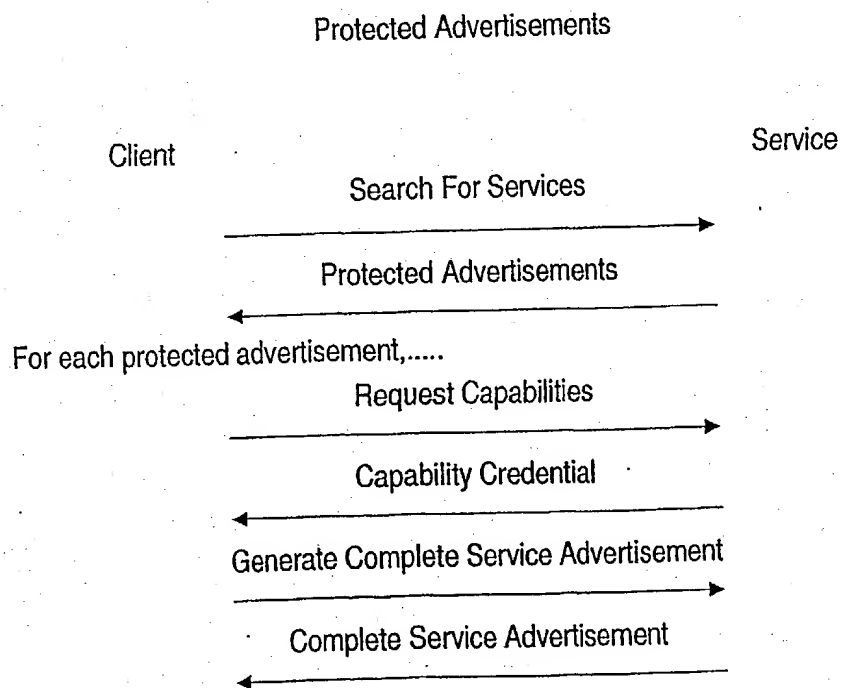 Protected Advertisements
Client
Service
Search For Services
Protected Advertisements
For each protected advertisement,.....
Request Capabilities
Capability Credential
Generate Complete Service Advertisement
Complete Service Advertisement